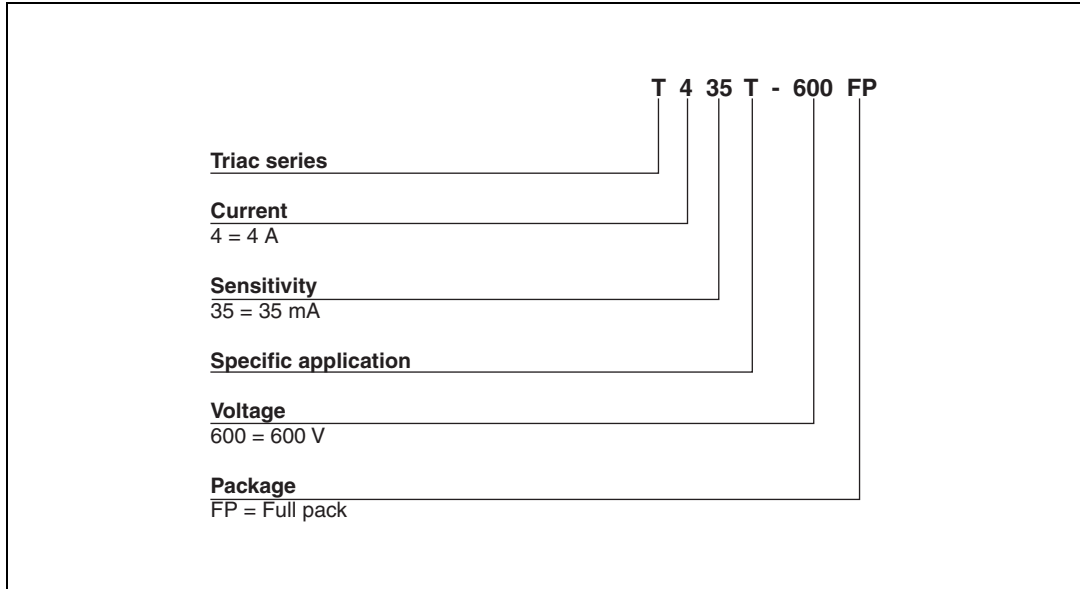 T 4 35 T - 600 FP
Triac series
Current
4 = 4 A
Sensitivity
35 = 35 mA
Specific application
Voltage
600 = 600 V
Package
FP = Full pack